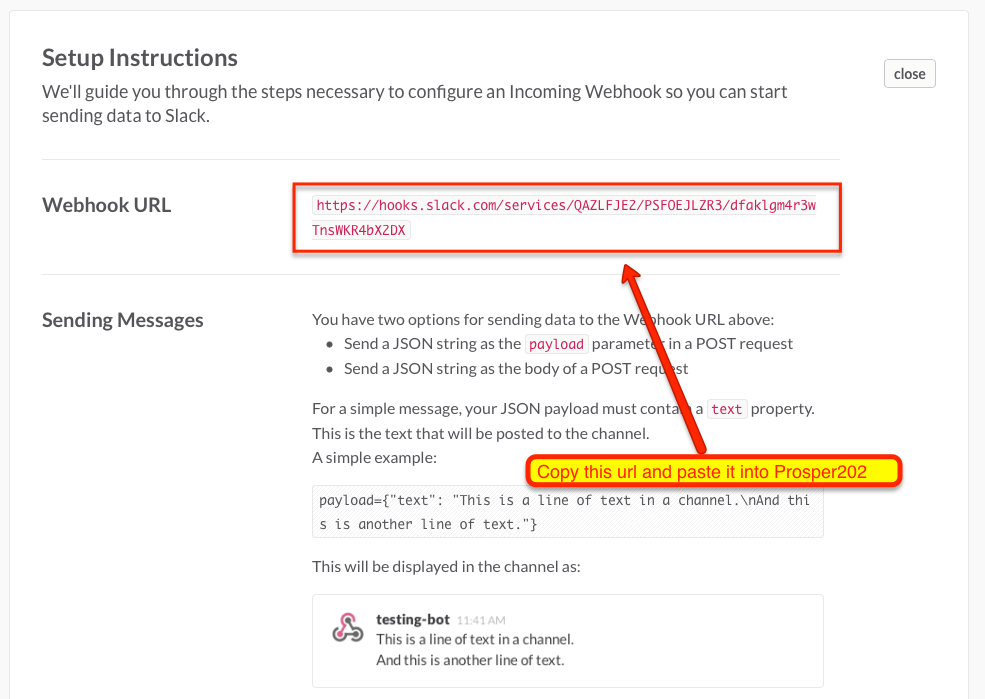 Setup Instructions
close
We'll guide you through the steps necessary to configure an Incoming Webhook so you can start
sending data to Slack.
Webhook URL
https://hooks.slack.com/services/QAZLFJEZ/PSFOEJLZR3/dfaklgm4r3w
TnsWKR4bXZDX
Sending Messages
You have two options for sending data to the Webhook URL above:
• Send a JSON string as the payload parameter in a POST request
• Send a JSON string as the body of a POST request
For a simple message, your JSON payload must contain a text property.
This is the text that will be posted to the channel.
A simple example:
Copy this url and paste it into Prosper202
payload={"text": "This is a line of text in a channel.\nAnd thi
s is another line of text."}
This will be displayed in the channel as:
testing-bot 11:41 AM
This is a line of text in a channel.
And this is another line of text.